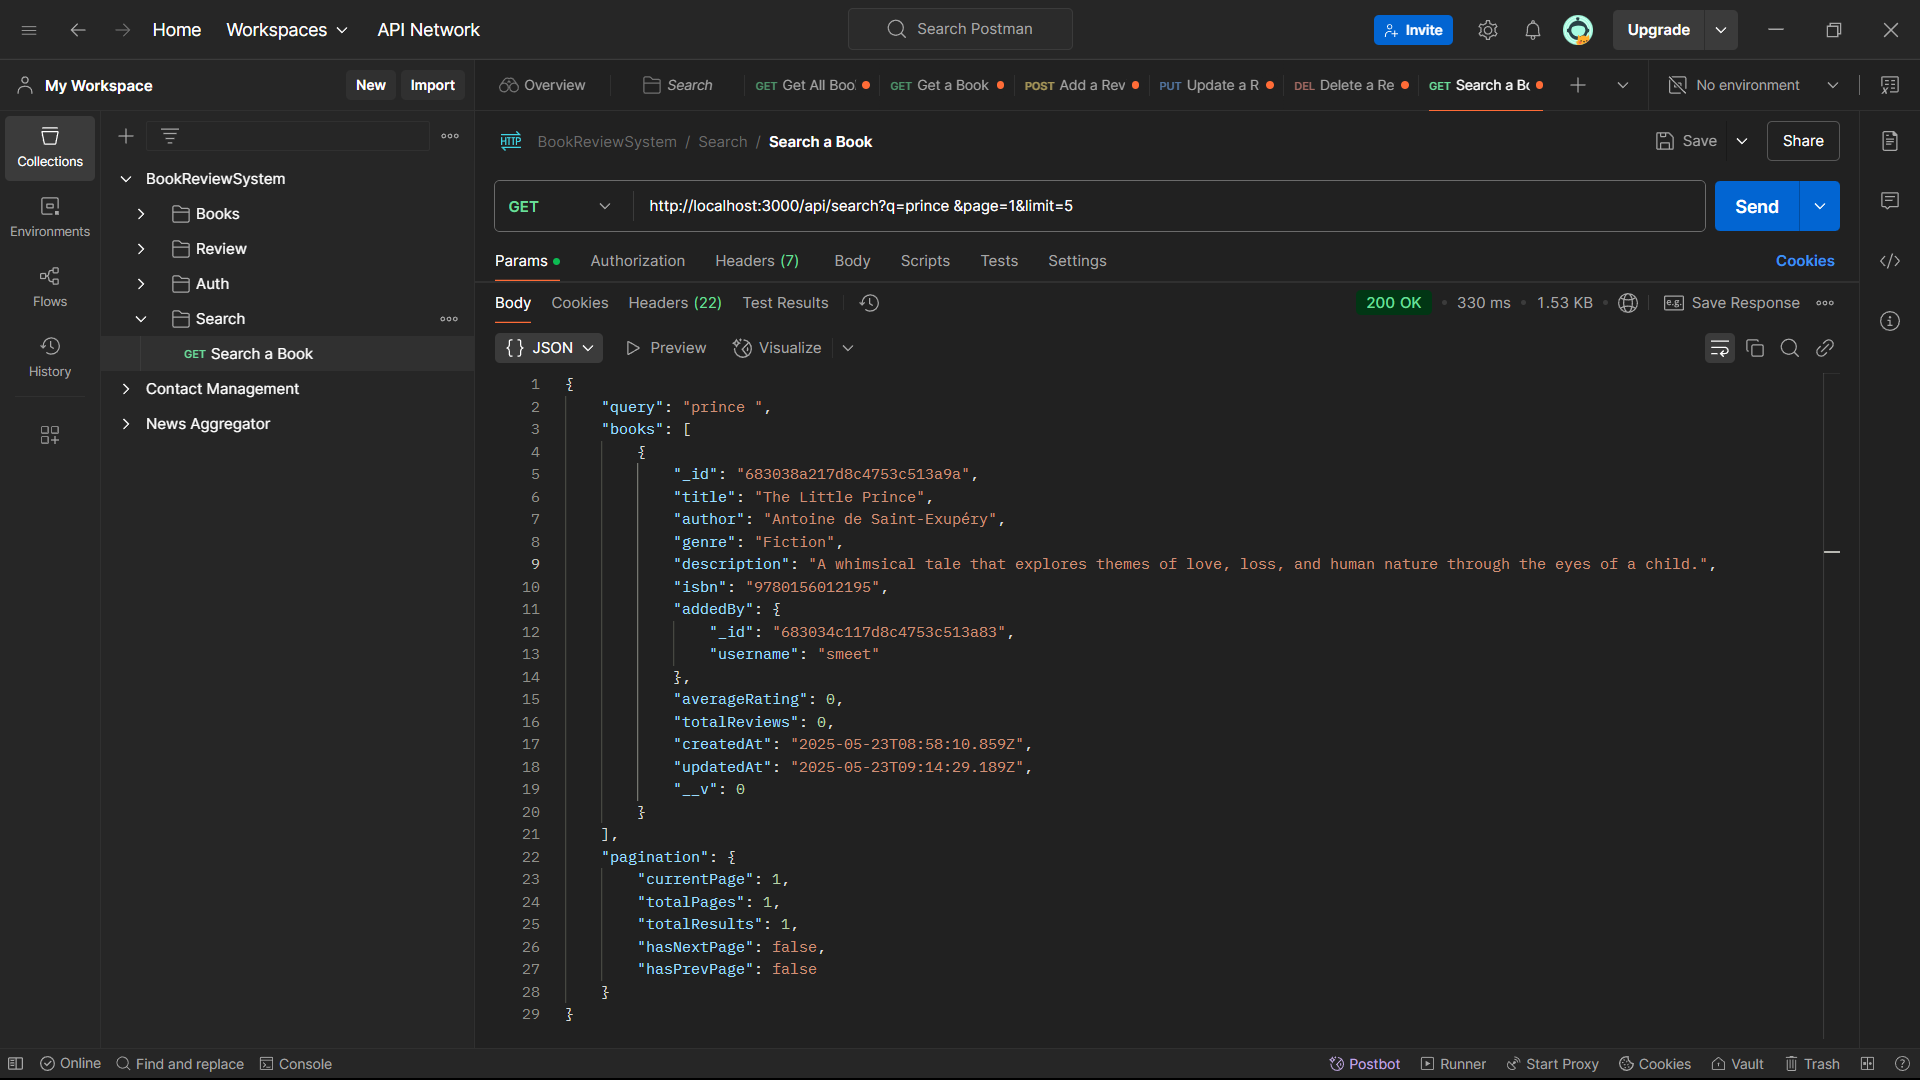 Home Workspaces API Network Search Postman Invite Upgrade
My Workspace New Import Overview Search GET Get All Boo GET Get a Book POST Add a Rev PUT Update a R DEL Delete a Re GET Search a Bo No environment
Collections
Environments
Flows
History
BookReviewSystem
Books
Review
Auth
Search
GET Search a Book
Contact Management
News Aggregator
HTTP BookReviewSystem / Search / Search a Book Save Share
GET http://localhost:3000/api/search?q=prince &page=1&limit=5 Send
Params Authorization Headers (7) Body Scripts Tests Settings Cookies
Body Cookies Headers (22) Test Results 200 OK • 330 ms • 1.53 KB • e.g. Save Response
{} JSON Preview Visualize
1 {
2 "query": "prince ",
3 "books": [
4 {
5 "_id": "683038a217d8c4753c513a9a",
6 "title": "The Little Prince",
7 "author": "Antoine de Saint-Exupéry",
8 "genre": "Fiction",
9 "description": "A whimsical tale that explores themes of love, loss, and human nature through the eyes of a child.",
10 "isbn": "9780156012195",
11 "addedBy": {
12 "_id": "683034c117d8c4753c513a83",
13 "username": "smeet"
14 },
15 "averageRating": 0,
16 "totalReviews": 0,
17 "createdAt": "2025-05-23T08:58:10.859Z",
18 "updatedAt": "2025-05-23T09:14:29.189Z",
19 "__v": 0
20 }
21 ],
22 "pagination": {
23 "currentPage": 1,
24 "totalPages": 1,
25 "totalResults": 1,
26 "hasNextPage": false,
27 "hasPrevPage": false
28 }
29 }
Online Find and replace Console Postbot Runner Start Proxy Cookies Vault Trash